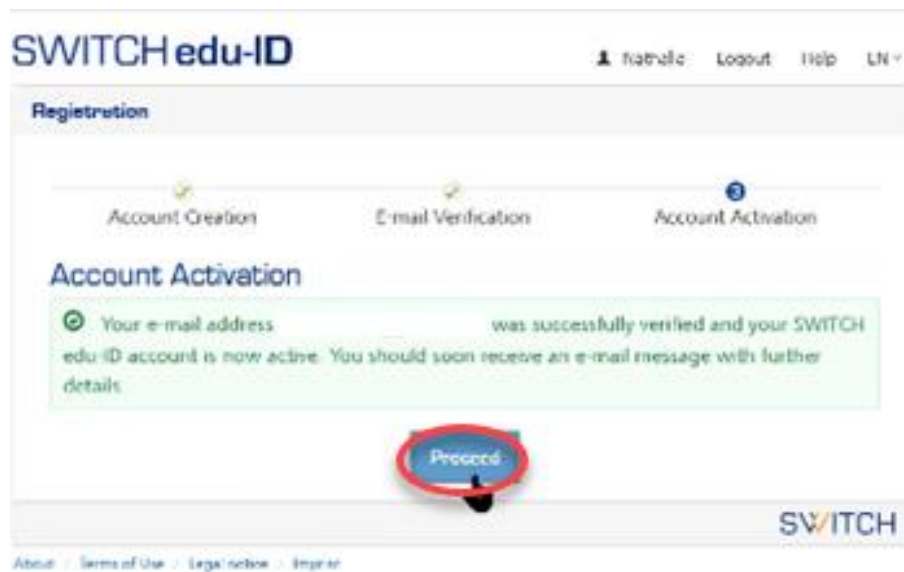 SWITCH edu-ID
Nathalie Logout Help EN
Registration
3
Account Creation E-mail Verification Account Activation
Account Activation
Your e-mail address was successfully verified and your SWITCH
edu-ID account is now active. You should soon receive an e-mail message with further
details.
Proceed
SWITCH
About / Terms of Use / Legal notice / Imprint